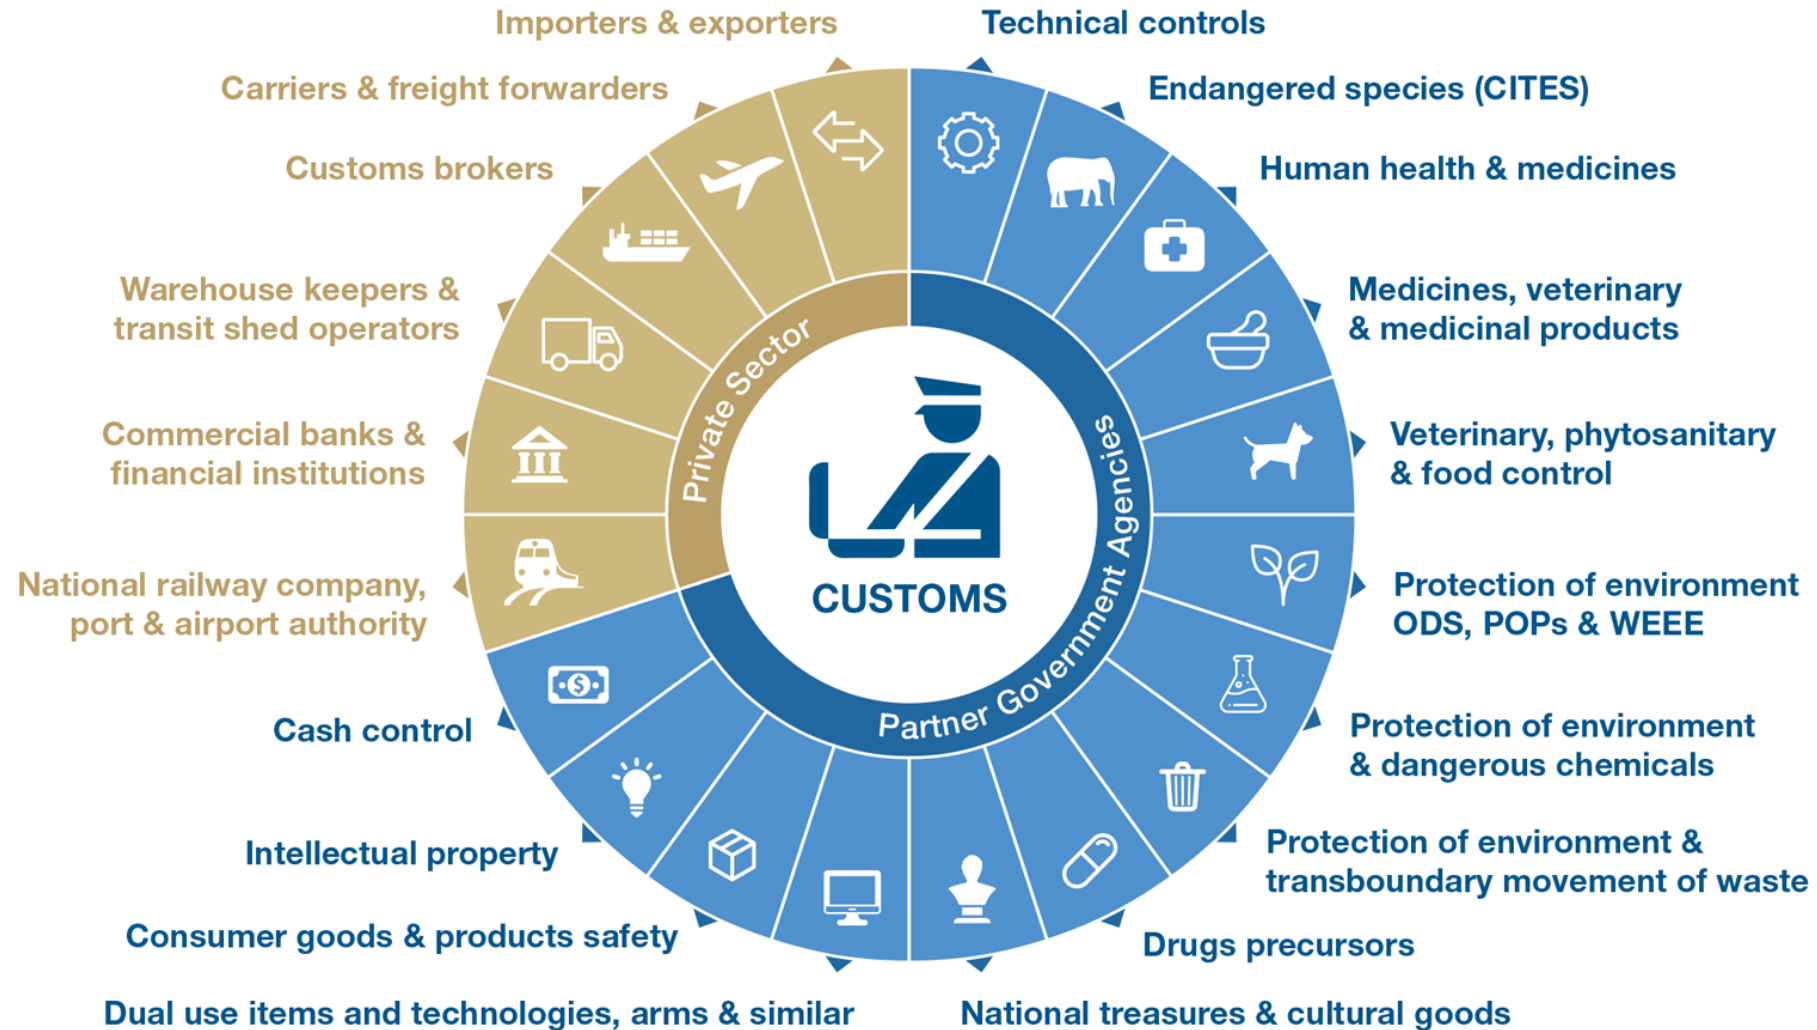 Importers & exporters
Technical controls
Carriers & freight forwarders
Endangered species (CITES)
Customs brokers
Human health & medicines
Warehouse keepers &
transit shed operators
Medicines, veterinary
& medicinal products
Commercial banks &
financial institutions
Veterinary, phytosanitary
& food control
National railway company,
port & airport authority
Protection of environment
ODS, POPs & WEEE
Cash control
Protection of environment
& dangerous chemicals
Intellectual property
Protection of environment &
transboundary movement of waste
Consumer goods & products safety
Drugs precursors
Dual use items and technologies, arms & similar
National treasures & cultural goods
Private Sector
Partner Government Agencies
CUSTOMS
$